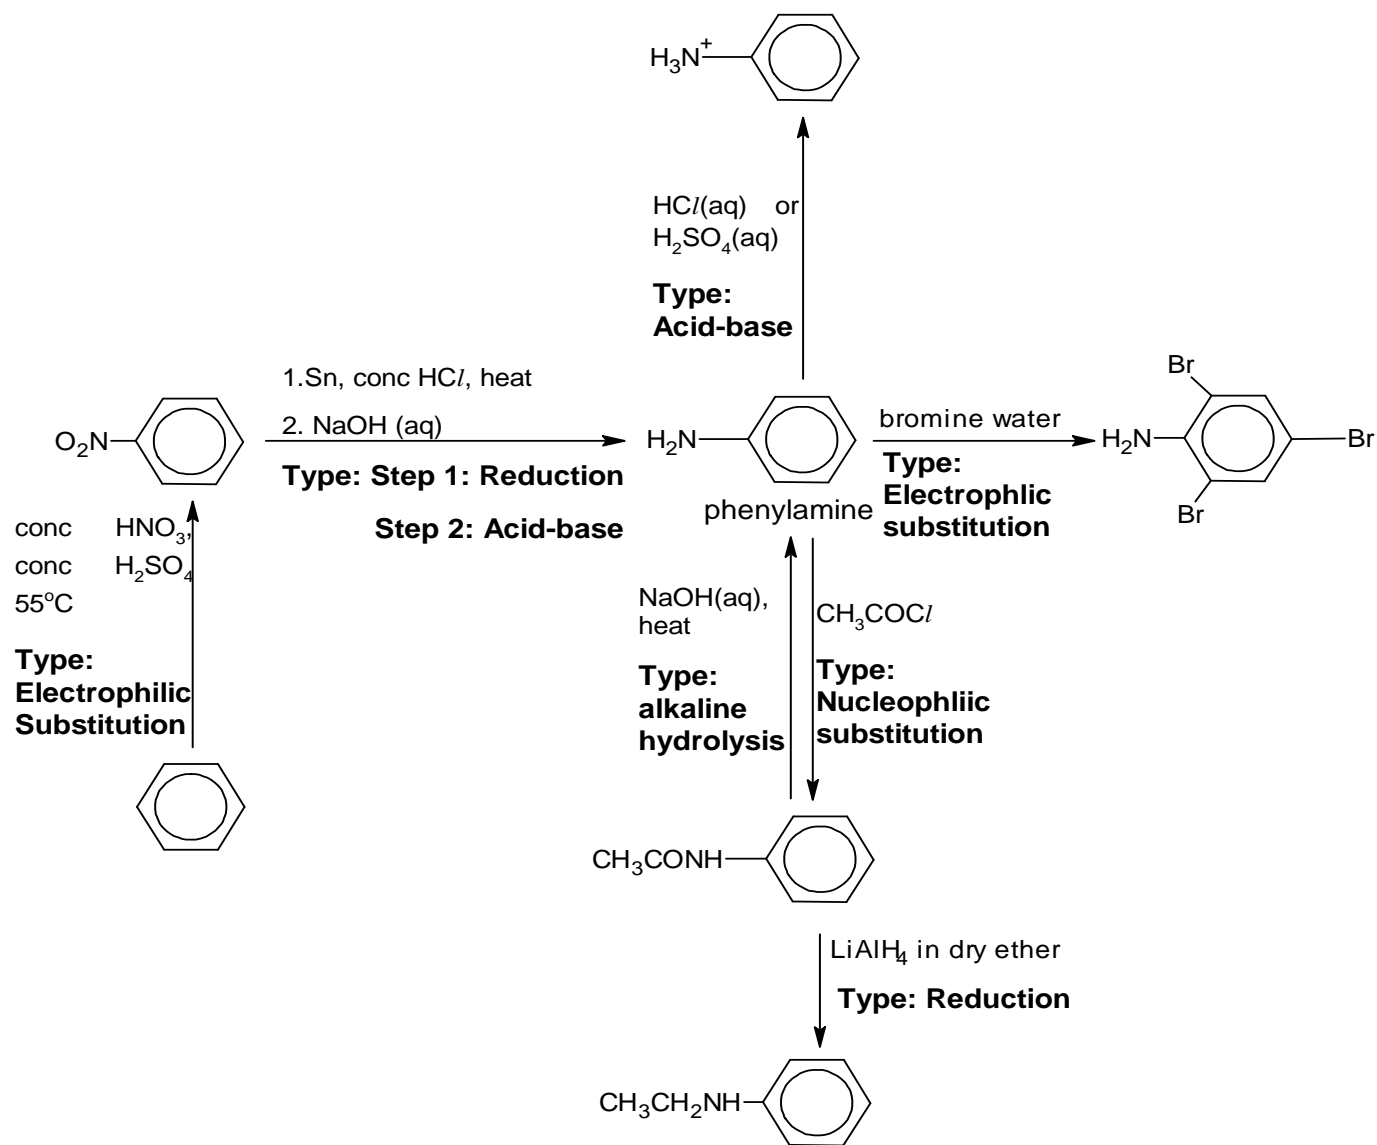 H₃N⁺
HCl(aq) or
H₂SO₄(aq)
Type:
Acid-base
1.Sn, conc HCl, heat
2. NaOH (aq)
Type: Step 1: Reduction
Step 2: Acid-base
O₂N
H₂N
phenylamine
bromine water
Type:
Electrophlic
substitution
Br
H₂N
Br
Br
conc HNO₃,
conc H₂SO₄
55°C
Type:
Electrophilic
Substitution
NaOH(aq),
heat
Type:
alkaline
hydrolysis
CH₃COCl
Type:
Nucleophliic
substitution
CH₃CONH
LiAlH₄ in dry ether
Type: Reduction
CH₃CH₂NH